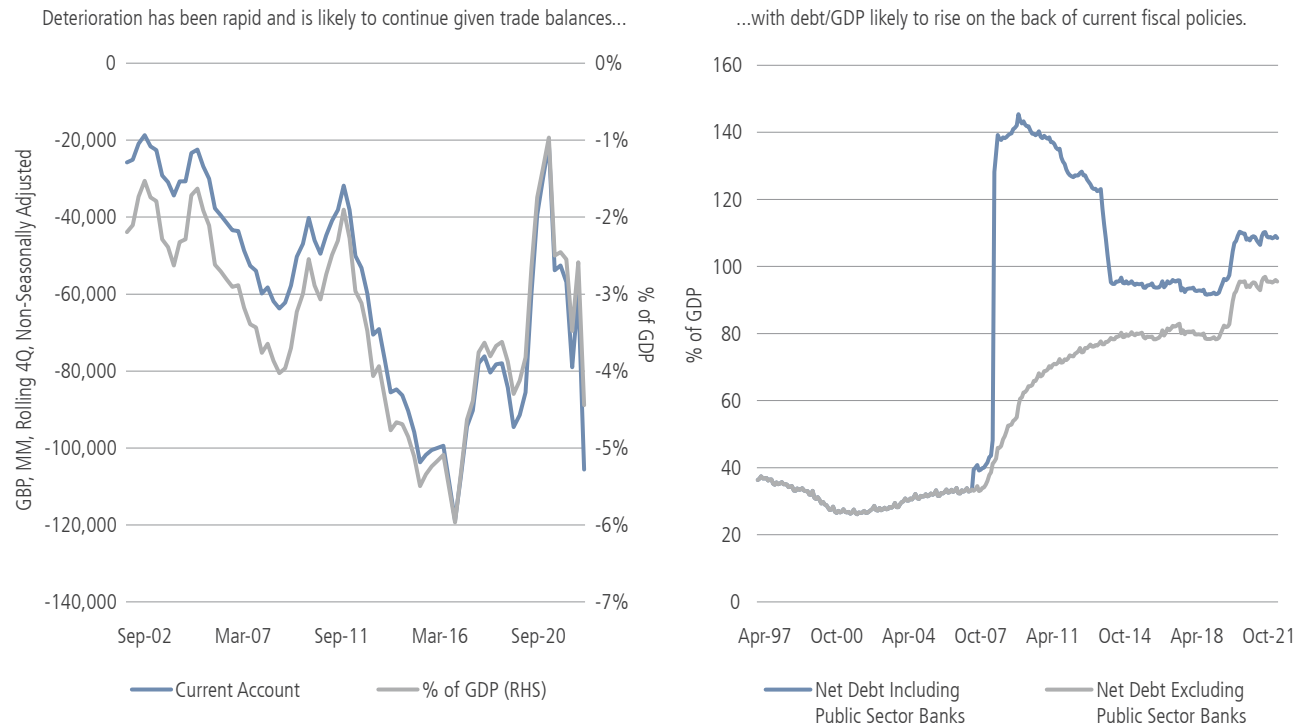 Deterioration has been rapid and is likely to continue given trade balances...
0
-20,000
-40,000
-60,000
-80,000
-100,000
-120,000
-140,000
GBP, MM, Rolling 4Q, Non-Seasonally Adjusted
0%
-1%
-2%
-3%
-4%
-5%
-6%
-7%
% of GDP
Sep-02 Mar-07 Sep-11 Mar-16 Sep-20
Current Account % of GDP (RHS)
...with debt/GDP likely to rise on the back of current fiscal policies.
160
140
120
100
80
60
40
20
0
% of GDP
Apr-97 Oct-00 Apr-04 Oct-07 Apr-11 Oct-14 Apr-18 Oct-21
Net Debt Including
Public Sector Banks
Net Debt Excluding
Public Sector Banks